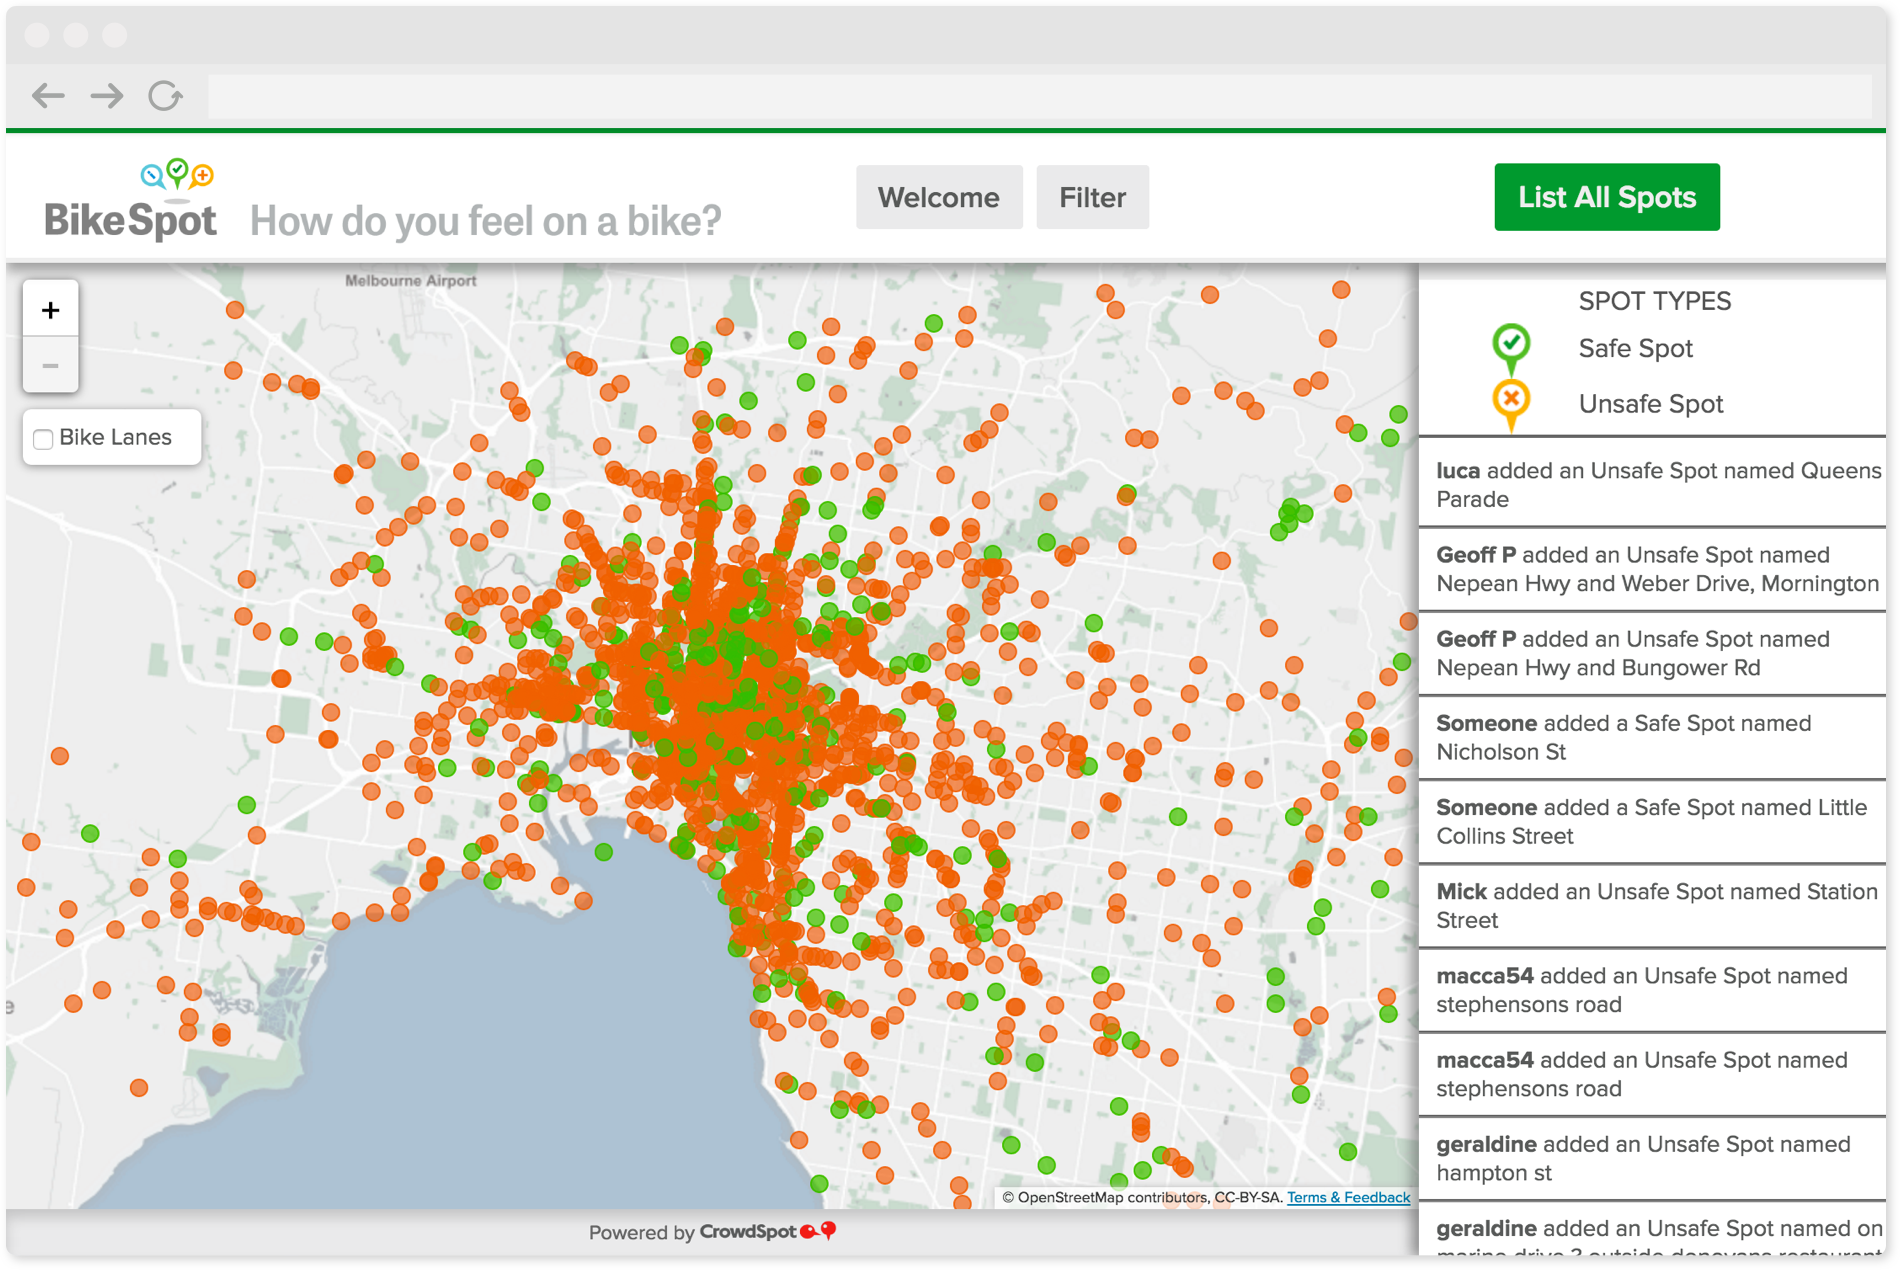 BikeSpot
How do you feel on a bike?
Welcome
Filter
List All Spots
Melbourne Airport
+
−
Bike Lanes
SPOT TYPES
Safe Spot
Unsafe Spot
luca added an Unsafe Spot named Queens
Parade
Geoff P added an Unsafe Spot named
Nepean Hwy and Weber Drive, Mornington
Geoff P added an Unsafe Spot named
Nepean Hwy and Bungower Rd
Someone added a Safe Spot named
Nicholson St
Someone added a Safe Spot named Little
Collins Street
Mick added an Unsafe Spot named Station
Street
macca54 added an Unsafe Spot named
stephensons road
macca54 added an Unsafe Spot named
stephensons road
geraldine added an Unsafe Spot named
hampton st
geraldine added an Unsafe Spot named on
marine drive ? outside donovans restaurant
© OpenStreetMap contributors, CC-BY-SA. Terms & Feedback
Powered by CrowdSpot